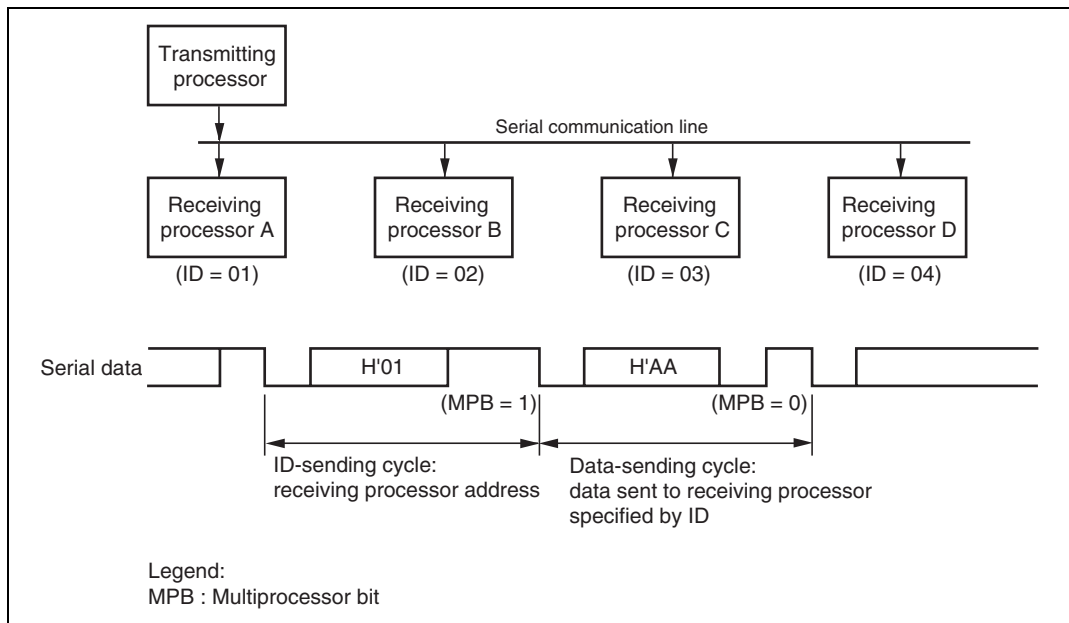 Transmitting
processor
Serial communication line
Receiving
processor A
Receiving
processor B
Receiving
processor C
Receiving
processor D
(ID = 01)
(ID = 02)
(ID = 03)
(ID = 04)
Serial data
H'01
H'AA
(MPB = 1)
(MPB = 0)
ID-sending cycle:
receiving processor address
Data-sending cycle:
data sent to receiving processor
specified by ID
Legend:
MPB : Multiprocessor bit